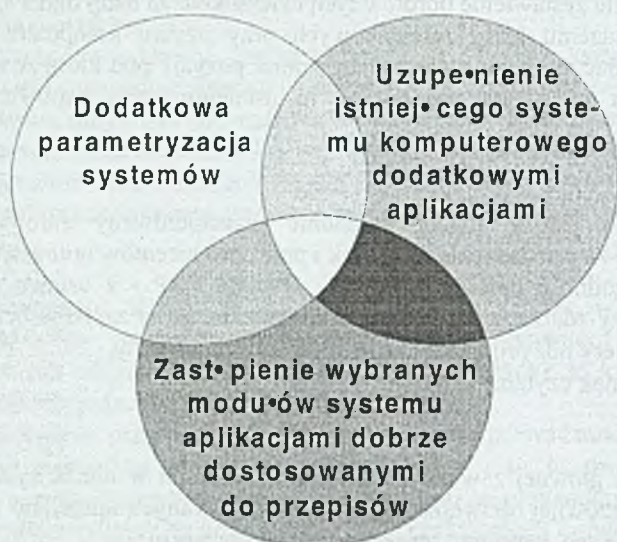 Dodatkowa
parametryzacja
systemów
Uzupe•nienie
istniej• cego syste-
mu komputerowego
dodatkowymi
aplikacjami
Zast• pienie wybranych
modu•ów systemu
aplikacjami dobrze
dostosowanymi
do przepisów